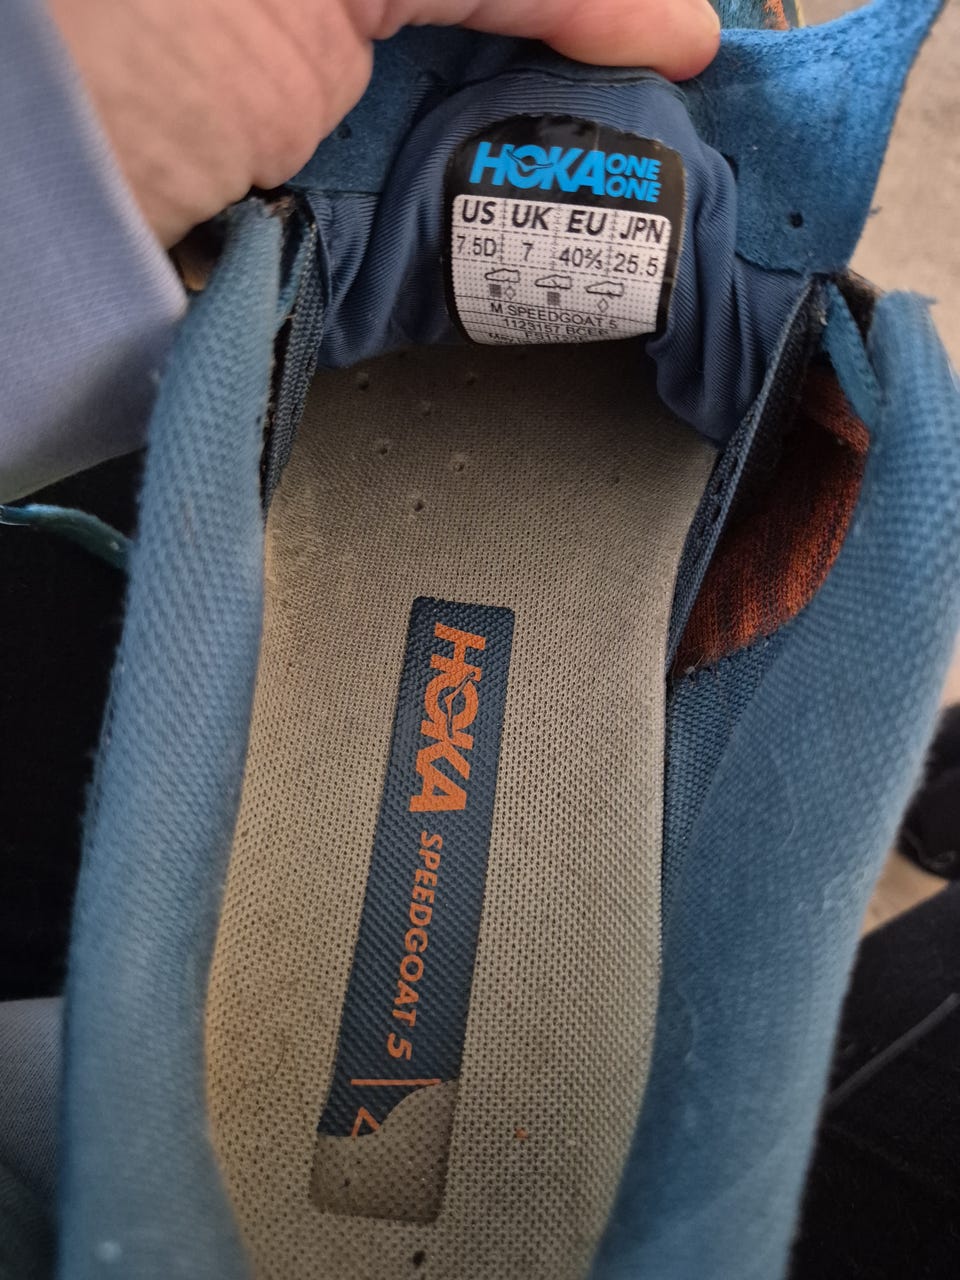 HOKA ONE ONE
US UK EU JPN
7.5D 7 40⅔ 25.5
M SPEEDGOAT 5
1123157
HOKA SPEEDGOAT 5